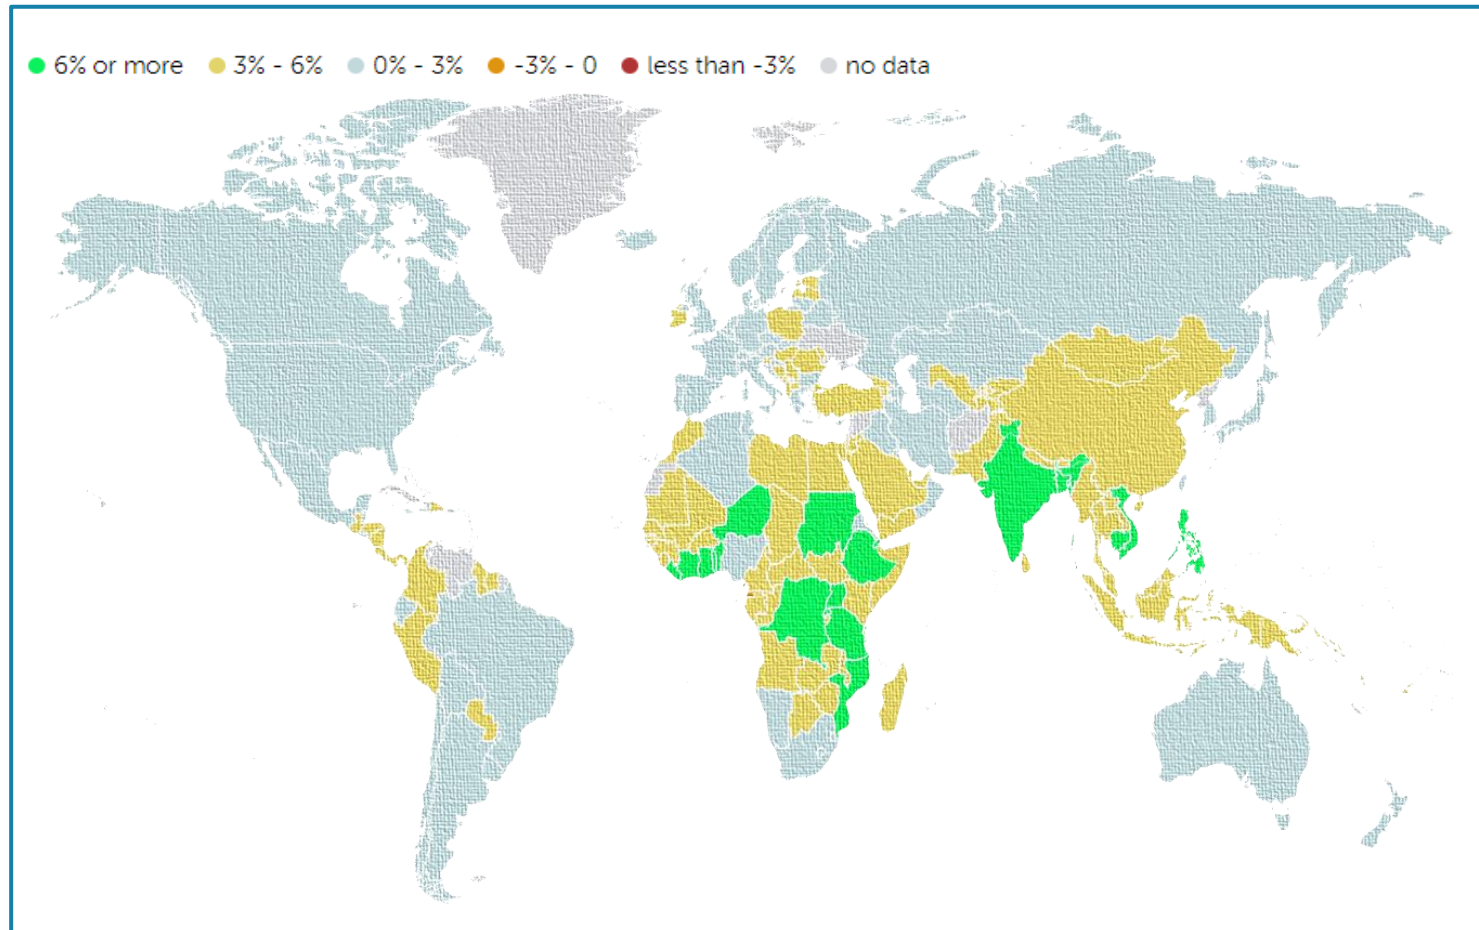 6% or more 3% - 6% 0% - 3% -3% - 0 less than -3% no data